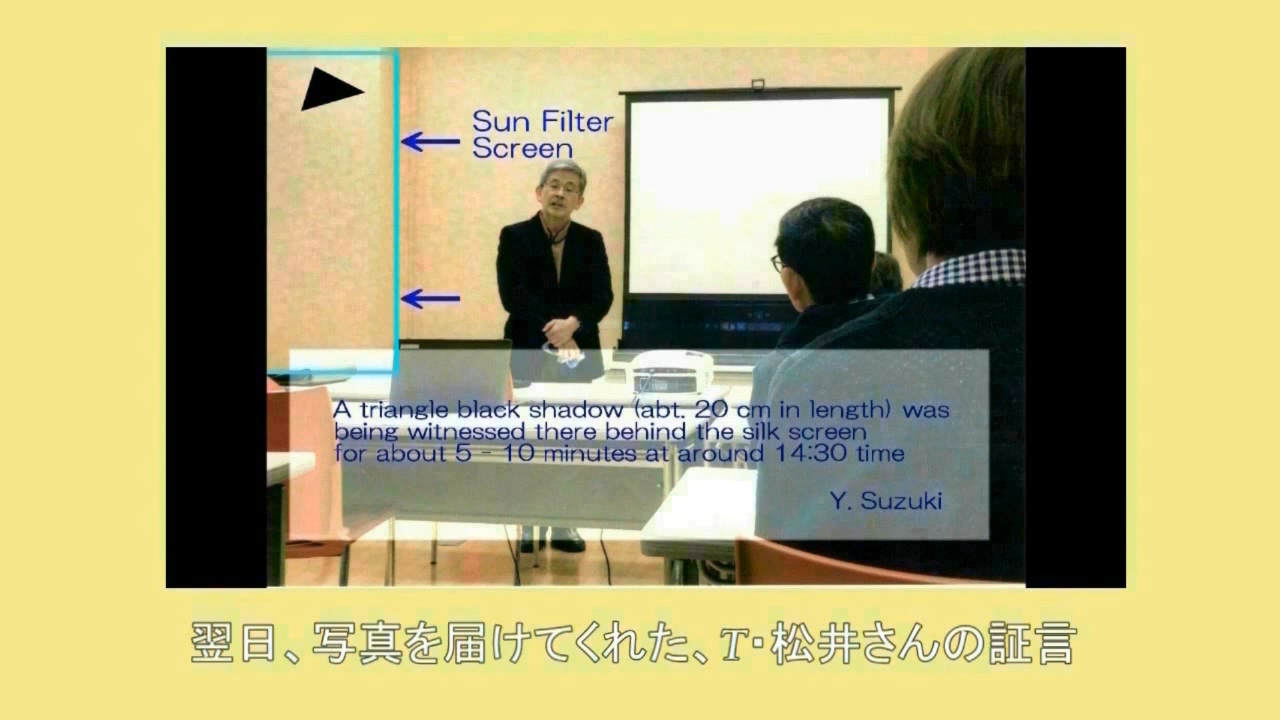 Sun Filter
Screen
A triangle black shadow (abt. 20 cm in length) was
being witnessed there behind the silk screen
for about 5 - 10 minutes at around 14:30 time
Y. Suzuki
翌日、写真を届けてくれた、T・松井さんの証言